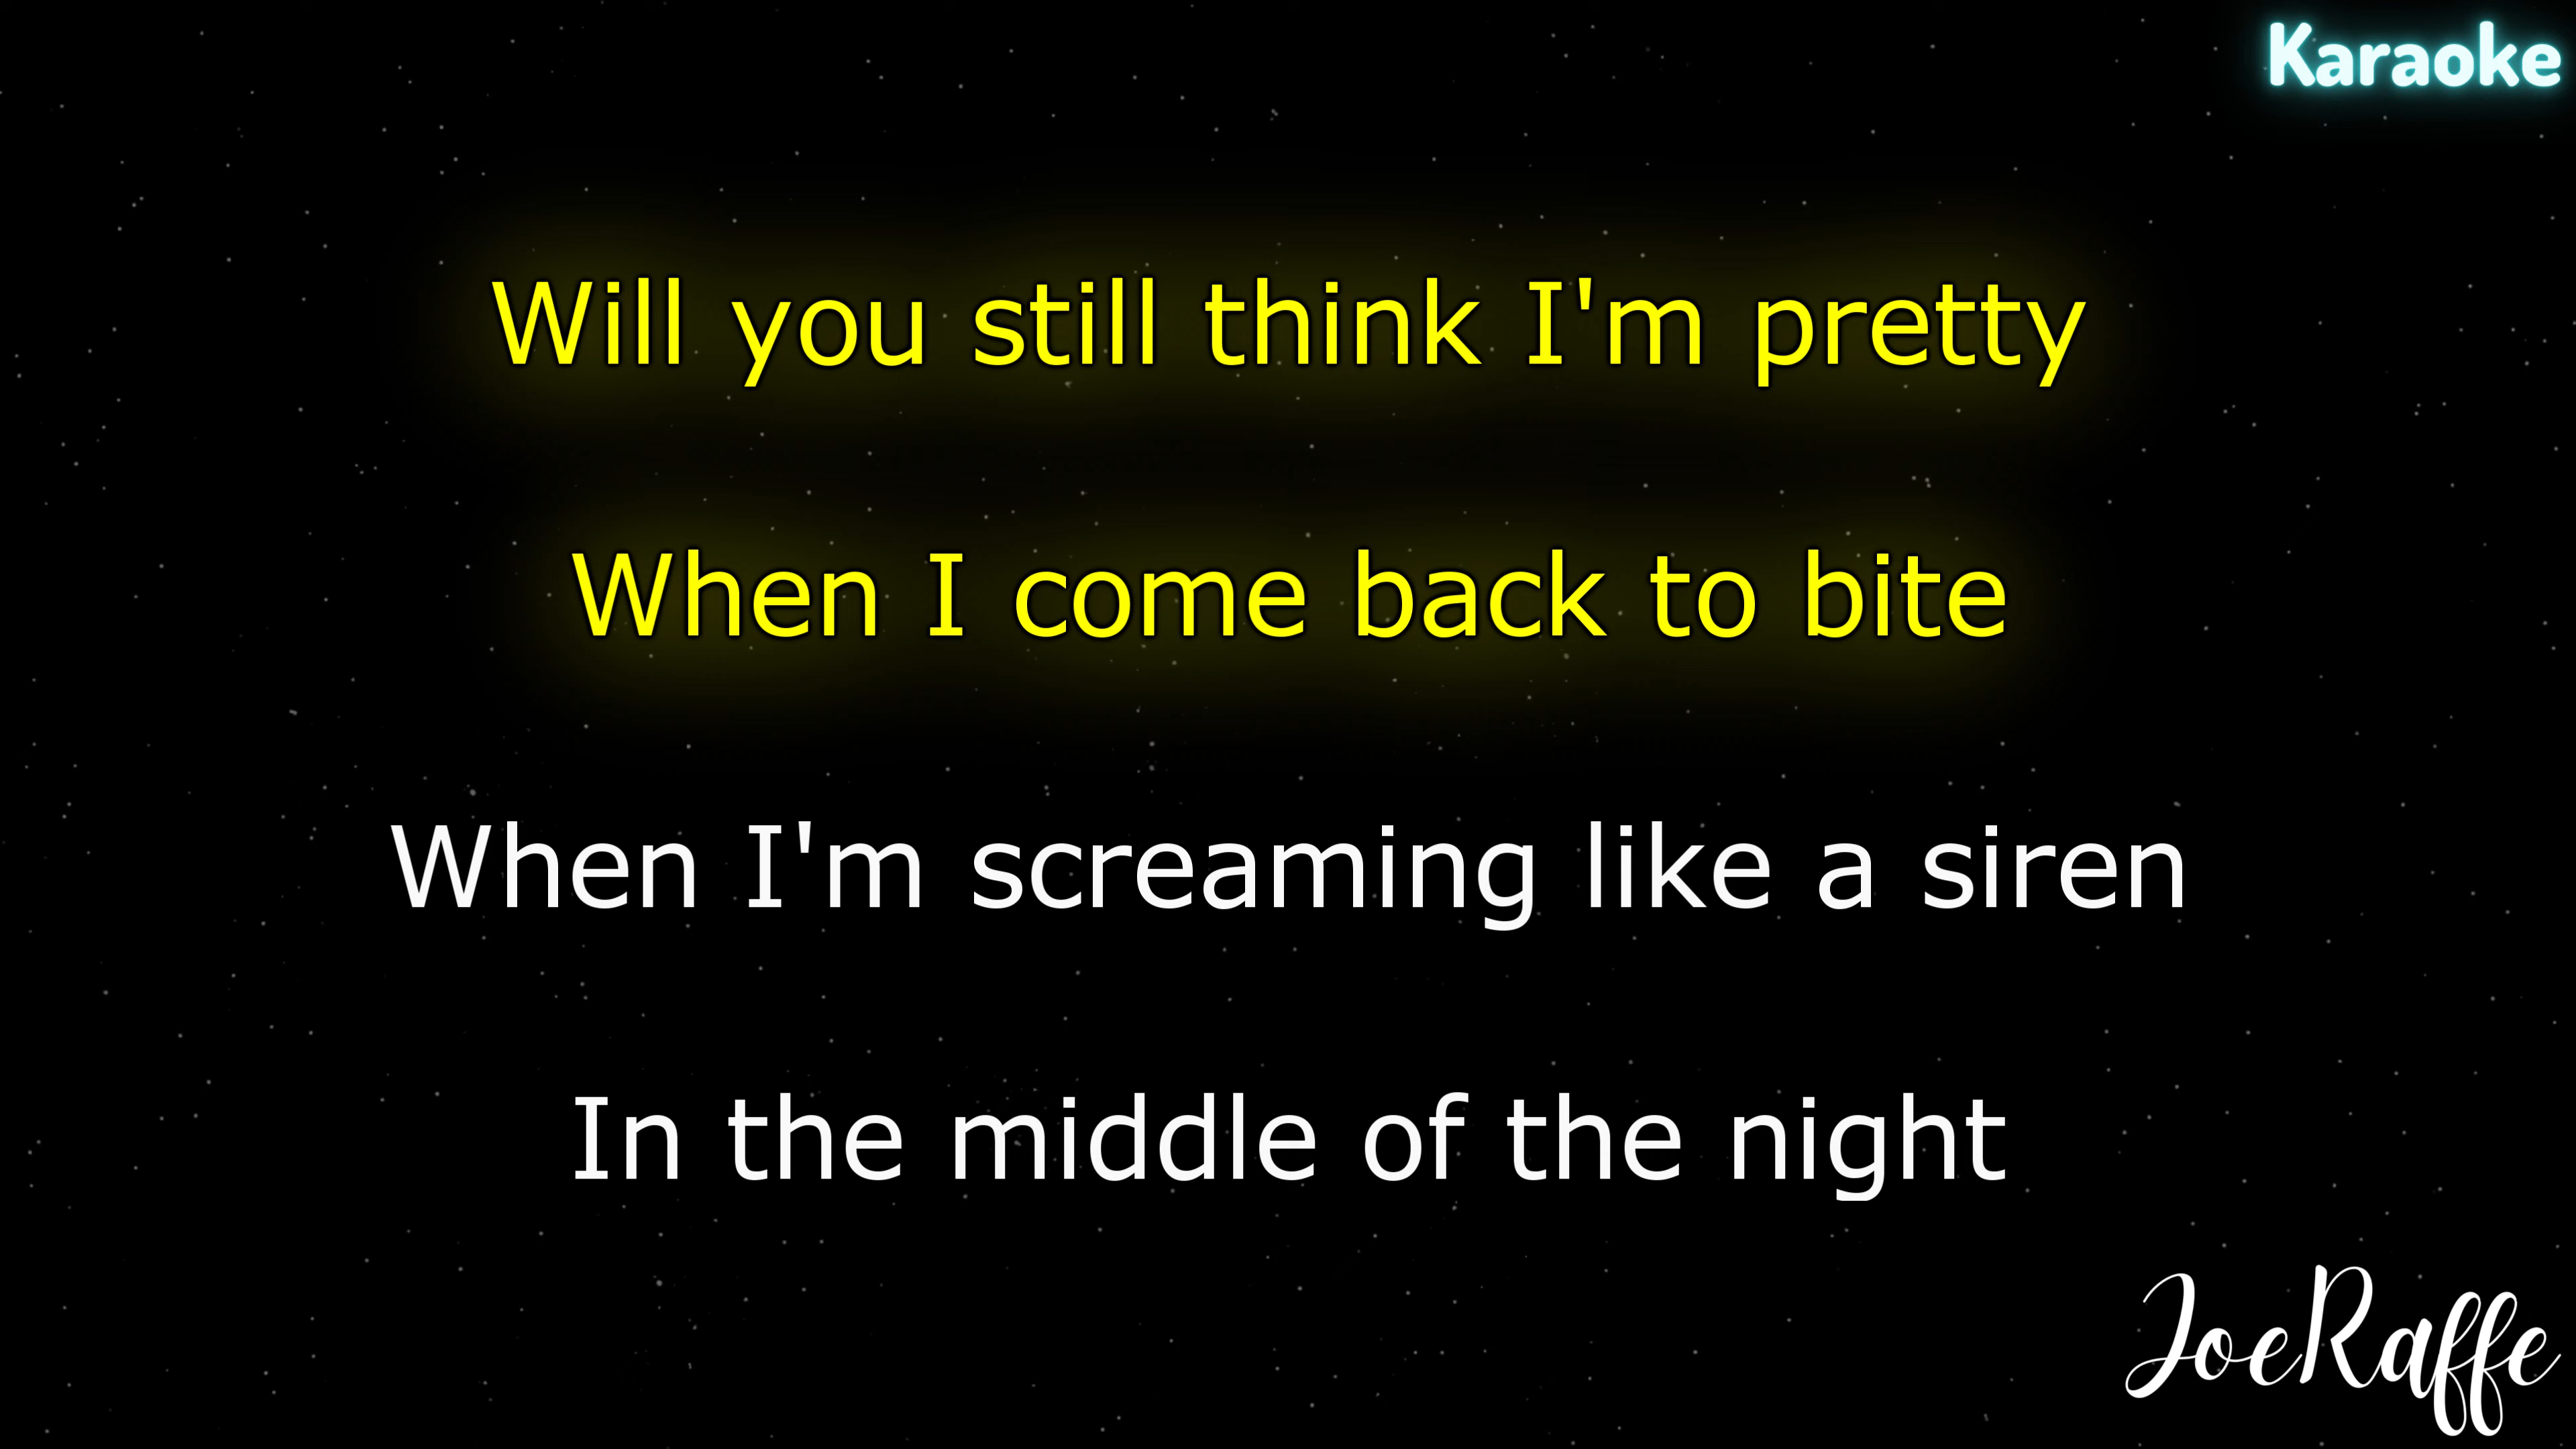 Karaoke
Will you still think I'm pretty
When I come back to bite
When I'm screaming like a siren
In the middle of the night
JoeRaffe